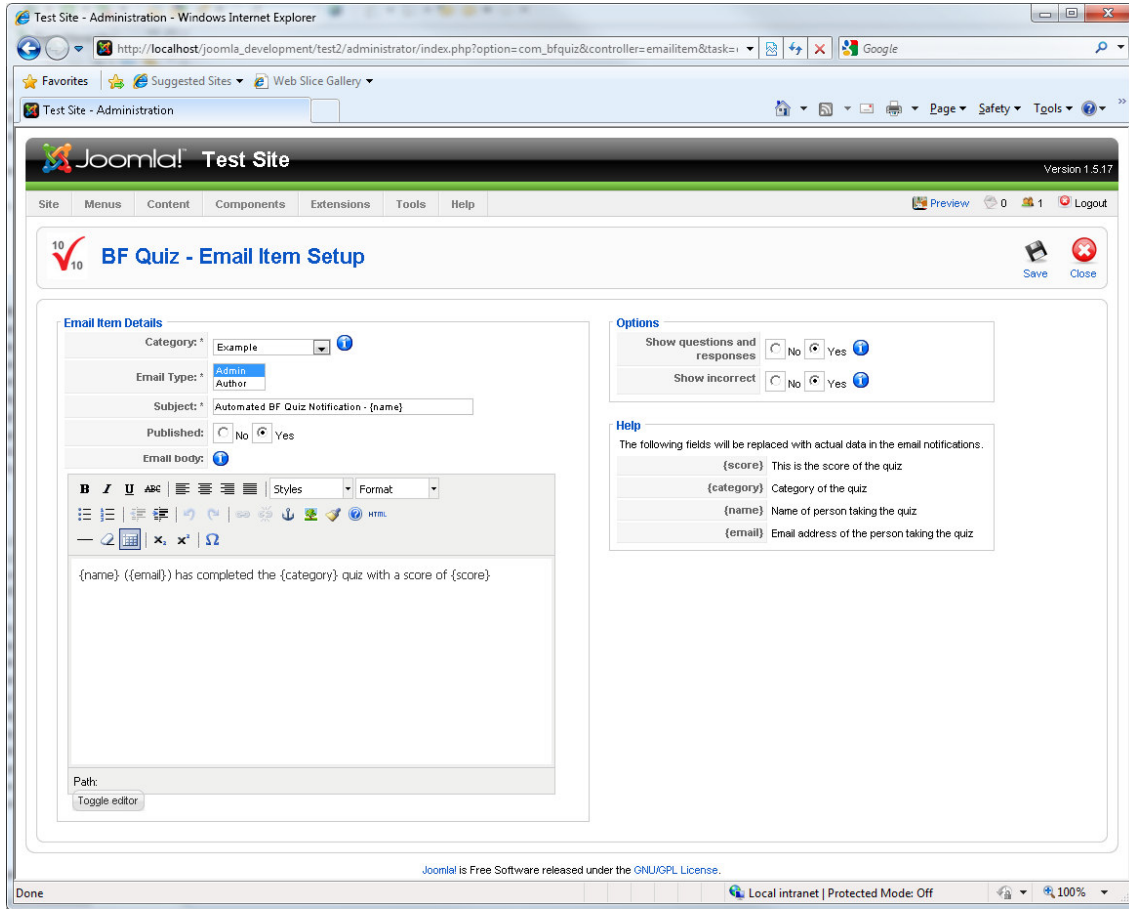 Test Site - Administration - Windows Internet Explorer
http://localhost/joomla_development/test2/administrator/index.php?option=com_bfquiz&controller=emailitem&task=
Google
Favorites Suggested Sites Web Slice Gallery
Test Site - Administration
Page Safety Tools
Joomla! Test Site
Version 1.5.17
Site Menus Content Components Extensions Tools Help
Preview 0 1 Logout
10
10
BF Quiz - Email Item Setup
Save Close
Email Item Details
Category: * Example
Email Type: * Admin
Author
Subject: * Automated BF Quiz Notification - {name}
Published: No Yes
Email body:
B I U ABC Styles Format
HTML
x₂ x² Ω
{name} ({email}) has completed the {category} quiz with a score of {score}
Path:
Toggle editor
Options
Show questions and
responses No Yes
Show incorrect No Yes
Help
The following fields will be replaced with actual data in the email notifications.
{score} This is the score of the quiz
{category} Category of the quiz
{name} Name of person taking the quiz
{email} Email address of the person taking the quiz
Joomla! is Free Software released under the GNU/GPL License.
Done Local intranet | Protected Mode: Off 100%